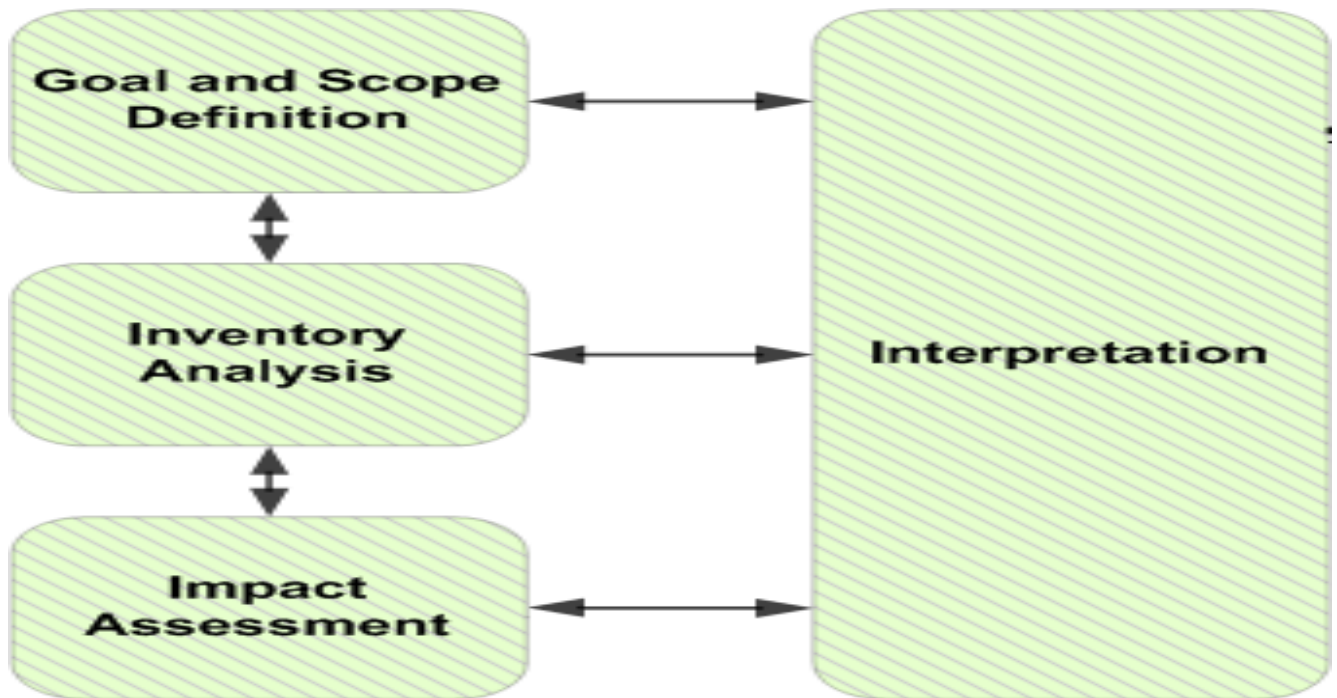 Goal and Scope
Definition
Inventory
Analysis
Interpretation
Impact
Assessment